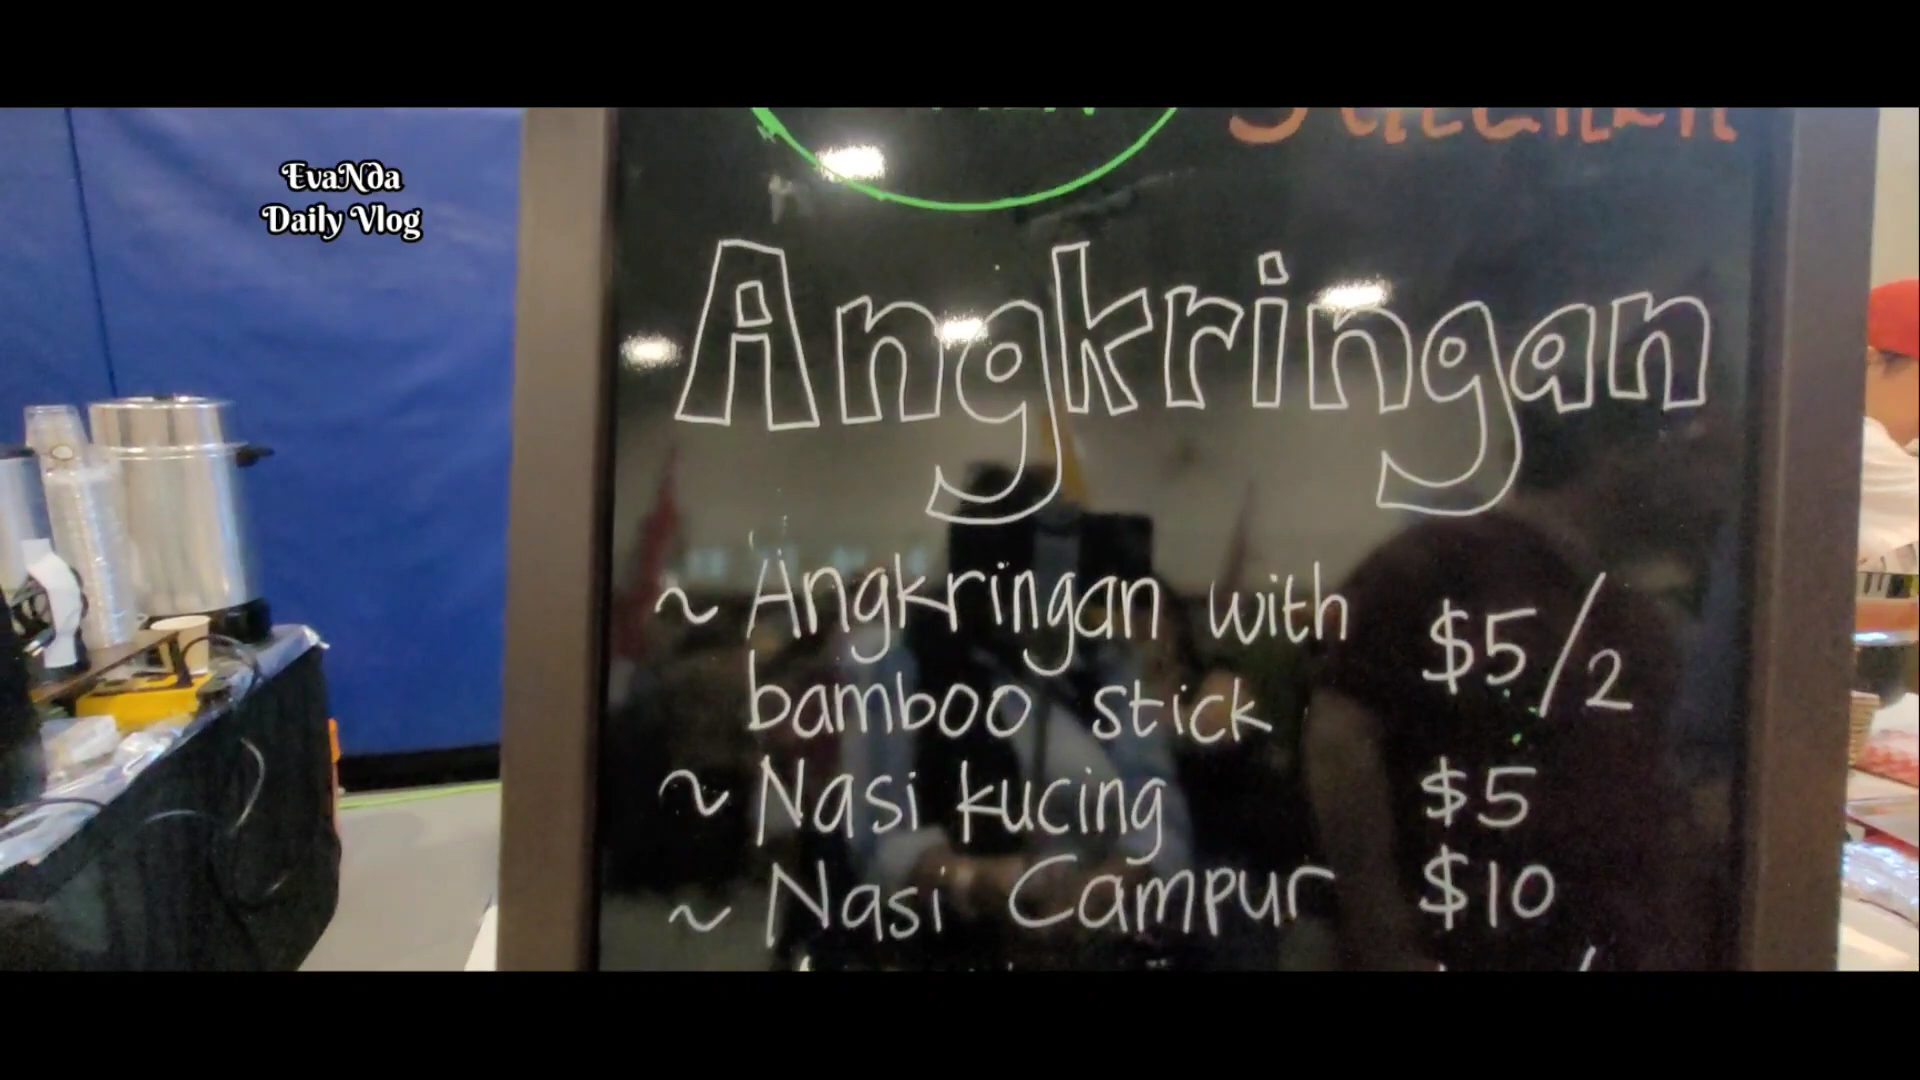 EvaNda
Daily Vlog
Angkringan
~ Angkringan with $5/2
bamboo stick
~ Nasi kucing $5
~ Nasi Campur $10